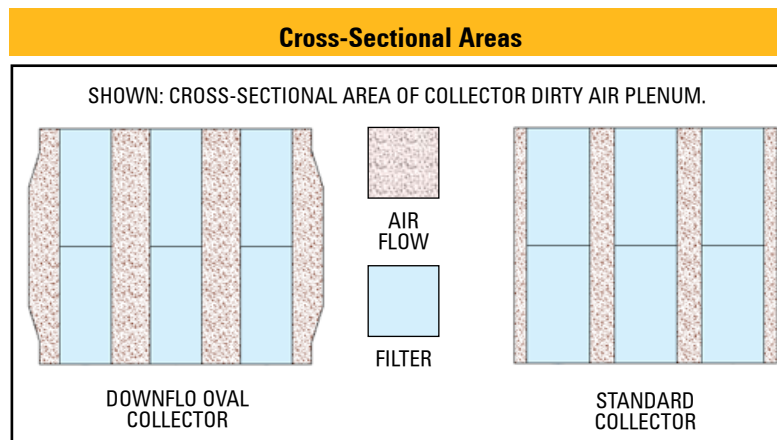 Cross-Sectional Areas
SHOWN: CROSS-SECTIONAL AREA OF COLLECTOR DIRTY AIR PLENUM.
AIR
FLOW
FILTER
DOWNFLO OVAL
COLLECTOR
STANDARD
COLLECTOR